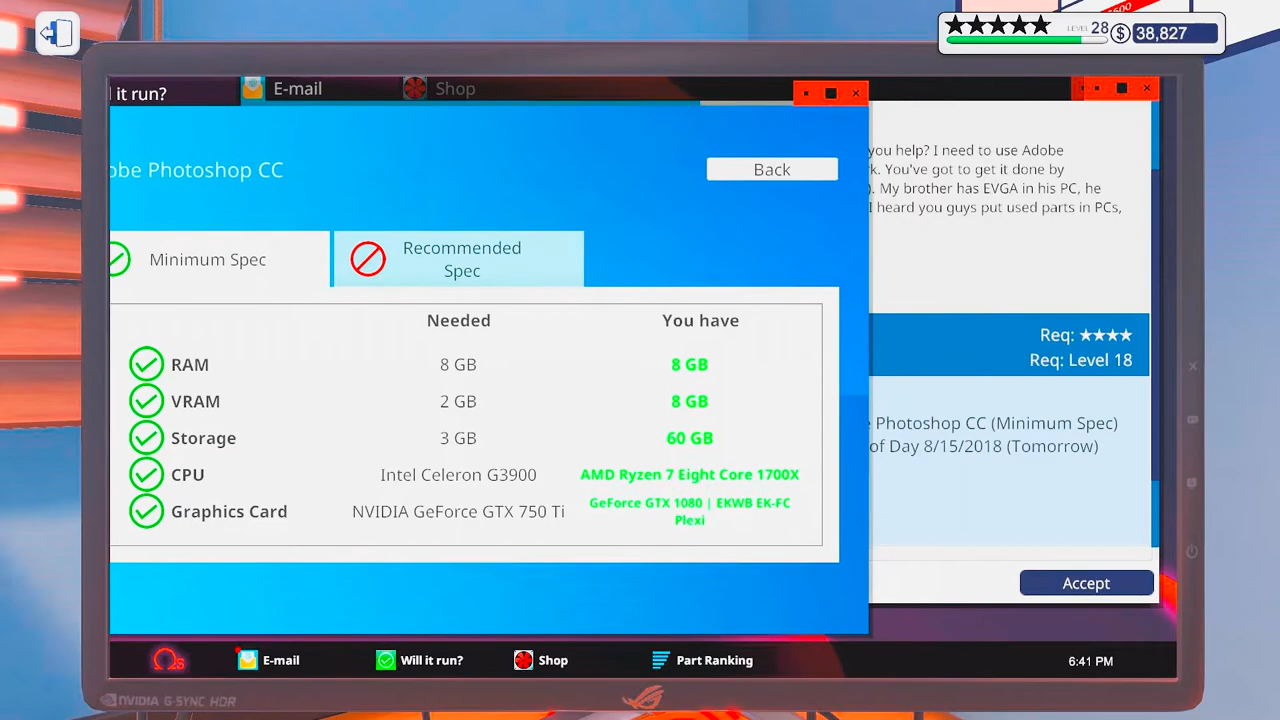 LEVEL 28 $ 38,827
it run?
E-mail
Shop
obe Photoshop CC
Back
Minimum Spec
Recommended
Spec
Needed You have
RAM 8 GB 8 GB
VRAM 2 GB 8 GB
Storage 3 GB 60 GB
CPU Intel Celeron G3900 AMD Ryzen 7 Eight Core 1700X
Graphics Card NVIDIA GeForce GTX 750 Ti GeForce GTX 1080 | EKWB EK-FC
Plexi
you help? I need to use Adobe
k. You've got to get it done by
). My brother has EVGA in his PC, he
I heard you guys put used parts in PCs,
Req: ★★★★
Req: Level 18
Photoshop CC (Minimum Spec)
of Day 8/15/2018 (Tomorrow)
Accept
E-mail
Will it run?
Shop
Part Ranking
6:41 PM
NVIDIA G-SYNC HDR